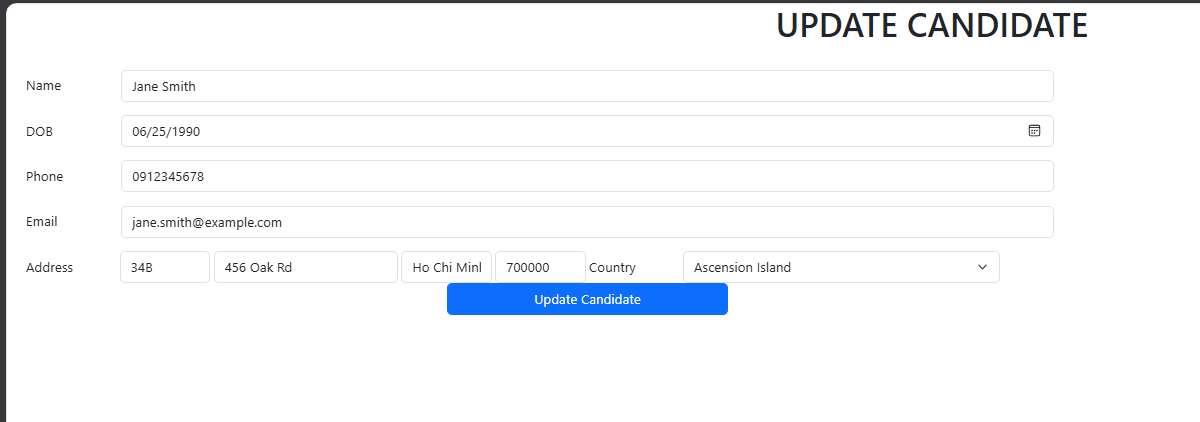 UPDATE CANDIDATE
Name Jane Smith
DOB 06/25/1990
Phone 0912345678
Email jane.smith@example.com
Address 34B 456 Oak Rd Ho Chi Minl 700000 Country Ascension Island
Update Candidate